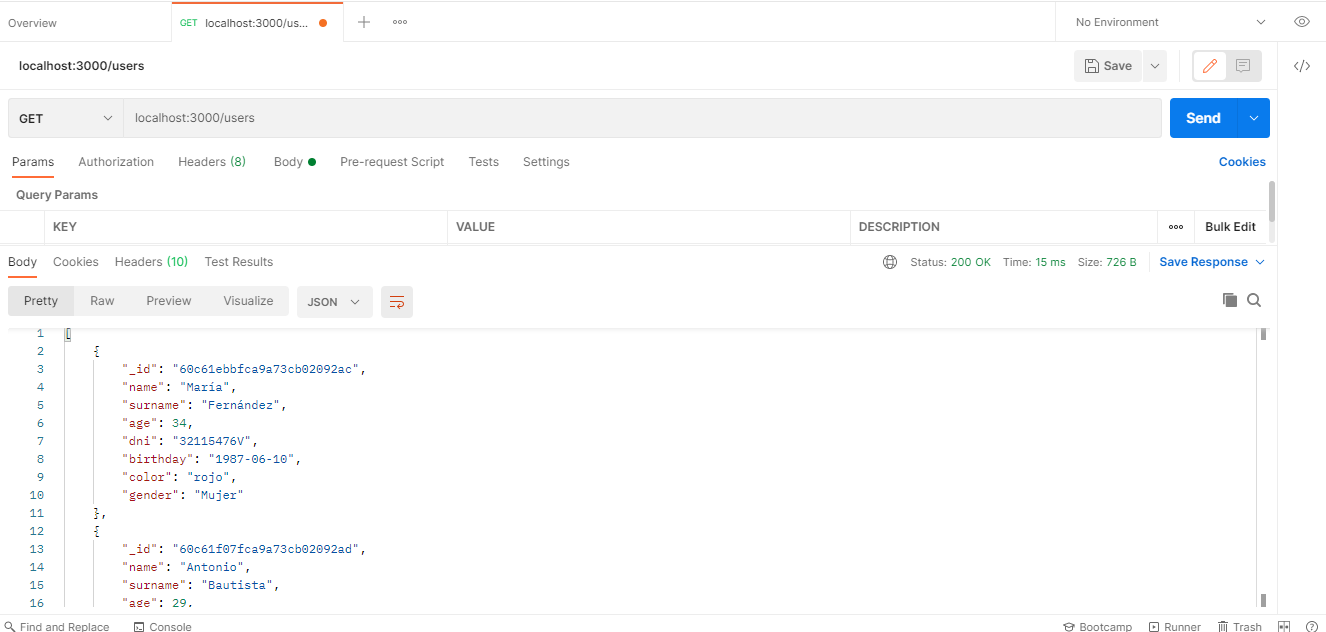 Overview GET localhost:3000/us... No Environment
localhost:3000/users Save
GET localhost:3000/users Send
Params Authorization Headers (8) Body Pre-request Script Tests Settings Cookies
Query Params
KEY VALUE DESCRIPTION Bulk Edit
Body Cookies Headers (10) Test Results Status: 200 OK Time: 15 ms Size: 726 B Save Response
Pretty Raw Preview Visualize JSON
1 [
2 {
3 "_id": "60c61ebbfca9a73cb02092ac",
4 "name": "María",
5 "surname": "Fernández",
6 "age": 34,
7 "dni": "32115476V",
8 "birthday": "1987-06-10",
9 "color": "rojo",
10 "gender": "Mujer"
11 },
12 {
13 "_id": "60c61f07fca9a73cb02092ad",
14 "name": "Antonio",
15 "surname": "Bautista",
16 "age": 29,
Find and Replace Console Bootcamp Runner Trash